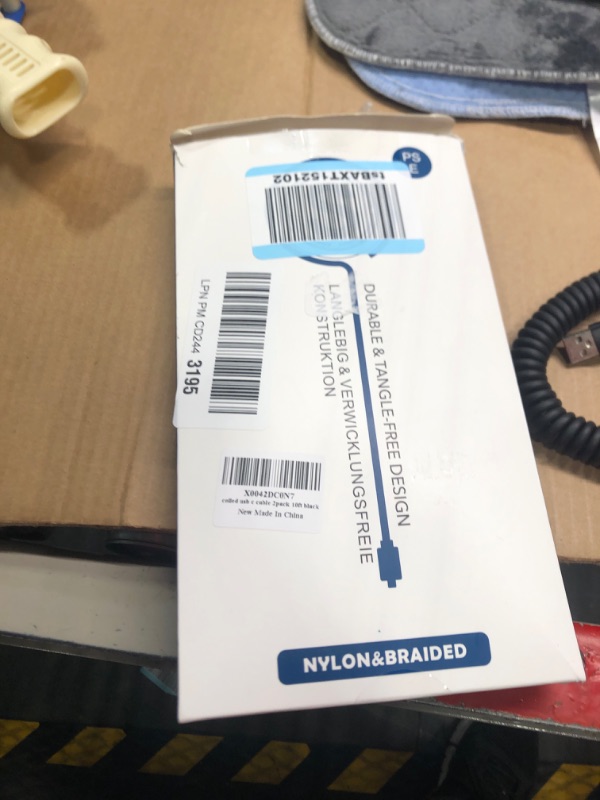 PS
E
tsBAXT152102
LPN PM CD244 3195
DURABLE & TANGLE-FREE DESIGN
LANGLEBIG & VERWICKLUNGSFREIE
KONSTRUKTION
X0042DC0N7
coiled usb c cable 2pack 10ft black
New Made In China
NYLON&BRAIDED